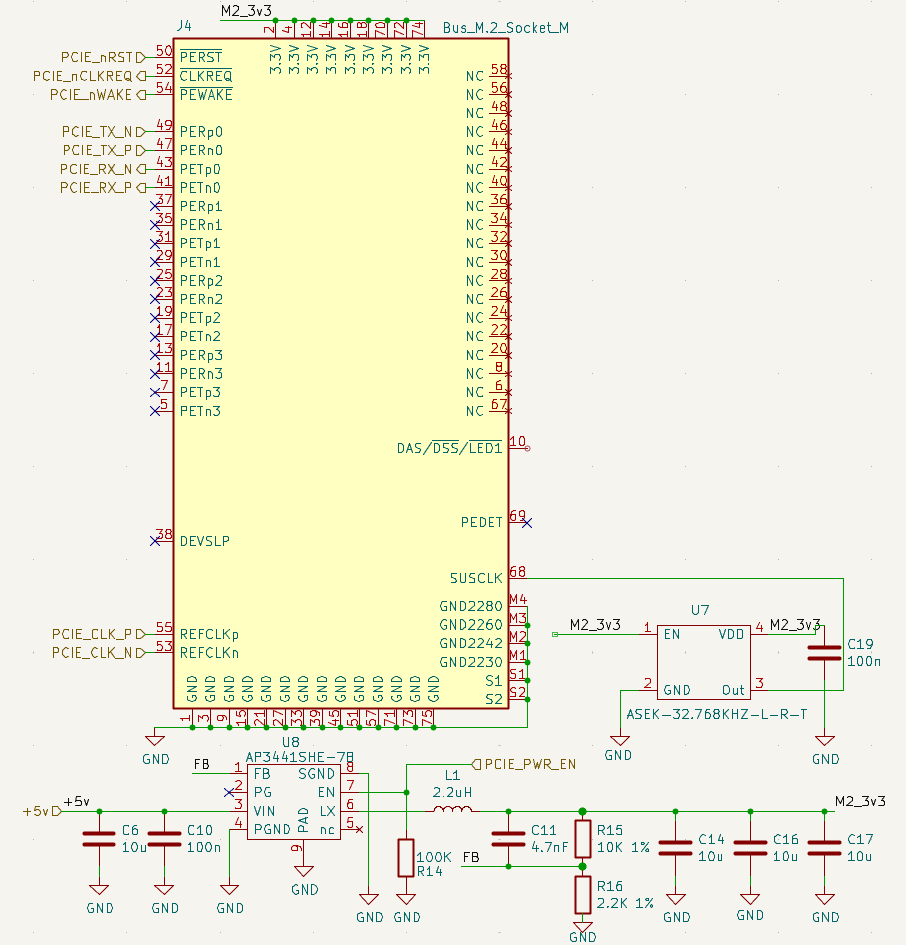 M2_3v3
J4
Bus_M.2_Socket_M
2 4 12 14 16 18 70 72 74
3.3V 3.3V 3.3V 3.3V 3.3V 3.3V 3.3V 3.3V 3.3V
PCIE_nRST 50 PERST
PCIE_nCLKREQ 52 CLKREQ
PCIE_nWAKE 54 PEWAKE
PCIE_TX_N 49 PERp0
PCIE_TX_P 47 PERn0
PCIE_RX_N 43 PETp0
PCIE_RX_P 41 PETn0
37 PERp1
35 PERn1
31 PETp1
29 PETn1
25 PERp2
23 PERn2
19 PETp2
17 PETn2
13 PERp3
11 PERn3
7 PETp3
5 PETn3
38 DEVSLP
PCIE_CLK_P 55 REFCLKp
PCIE_CLK_N 53 REFCLKn
NC 58
NC 56
NC 48
NC 46
NC 44
NC 42
NC 40
NC 36
NC 34
NC 32
NC 30
NC 28
NC 26
NC 24
NC 22
NC 20
NC 8
NC 6
NC 67
DAS/DSS/LED1 10
PEDET 69
SUSCLK 68
GND2280 M4
GND2260 M3
GND2242 M2
GND2230 M1
S1 S1
S2 S2
GND GND GND GND GND GND GND GND GND GND GND GND GND GND
1 3 9 15 21 27 33 39 45 51 57 71 73 75
GND
U7
M2_3v3 1 EN VDD 4 M2_3v3
2 GND Out 3
ASEK-32.768KHZ-L-R-T
C19
100n
GND
GND
U8
AP3441SHE-7B
FB 1 FB SGND 8
2 PG EN 7
+5v +5v 3 VIN LX 6
4 PGND PAD nc 5
9
GND
PCIE_PWR_EN
L1
2.2uH
M2_3v3
C6
10u
C10
100n
100K
R14
C11
4.7nF
FB
R15
10K 1%
R16
2.2K 1%
C14
10u
C16
10u
C17
10u
GND
GND
GND
GND
GND
GND
GND
GND
GND